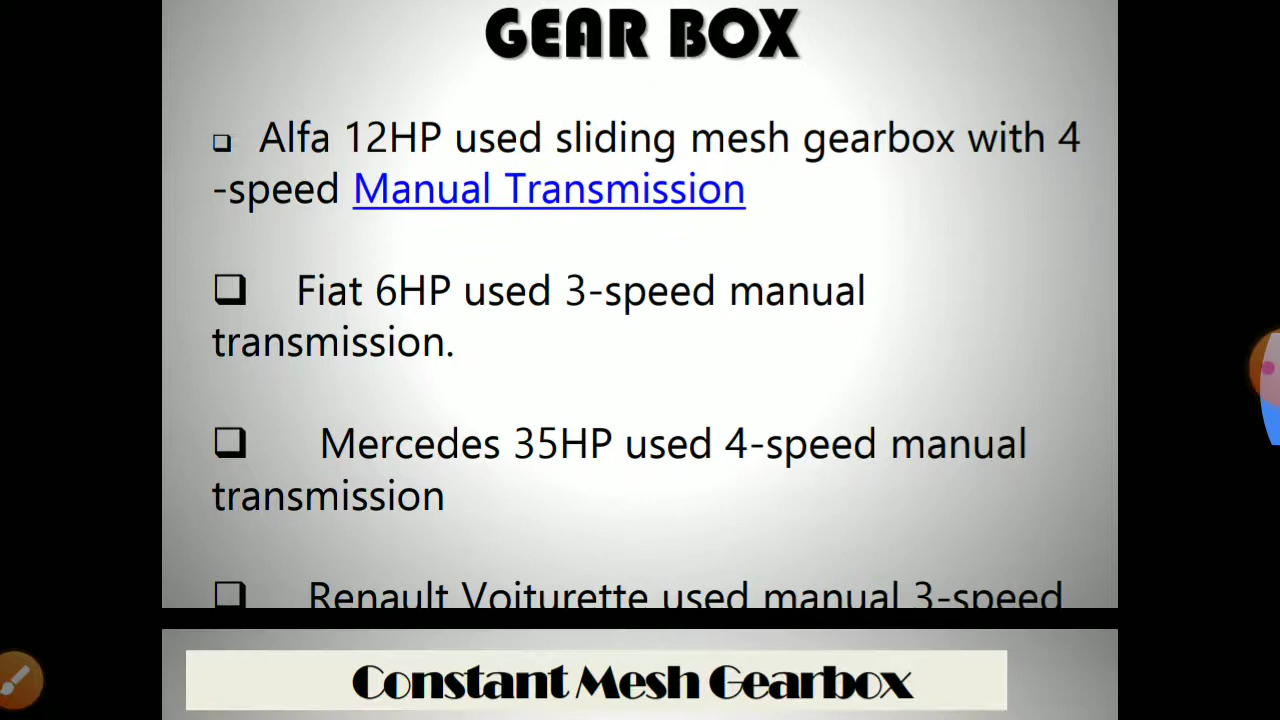 GEAR BOX
❑ Alfa 12HP used sliding mesh gearbox with 4
-speed Manual Transmission
❑ Fiat 6HP used 3-speed manual
transmission.
❑ Mercedes 35HP used 4-speed manual
transmission
❑ Renault Voiturette used manual 3-speed
Constant Mesh Gearbox